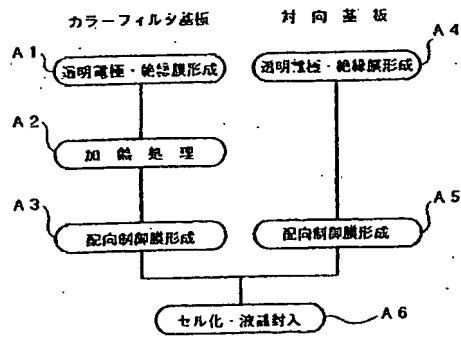 カラーフィルタ基板
対向基板
A1
透明電極・絶縁膜形成
A4
透明電極・絶縁膜形成
A2
加熱処理
A3
配向制御膜形成
A5
配向制御膜形成
セル化・液晶封入
A6